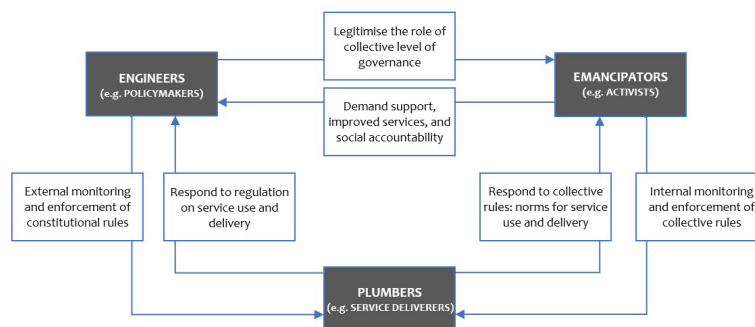 Legitimise the role of
collective level of
governance
ENGINEERS
(e.g. POLICYMAKERS)
EMANCIPATORS
(e.g. ACTIVISTS)
Demand support,
improved services, and
social accountability
External monitoring
and enforcement of
constitutional rules
Respond to regulation
on service use and
delivery
Respond to collective
rules: norms for service
use and delivery
Internal monitoring
and enforcement of
collective rules
PLUMBERS
(e.g. SERVICE DELIVERERS)